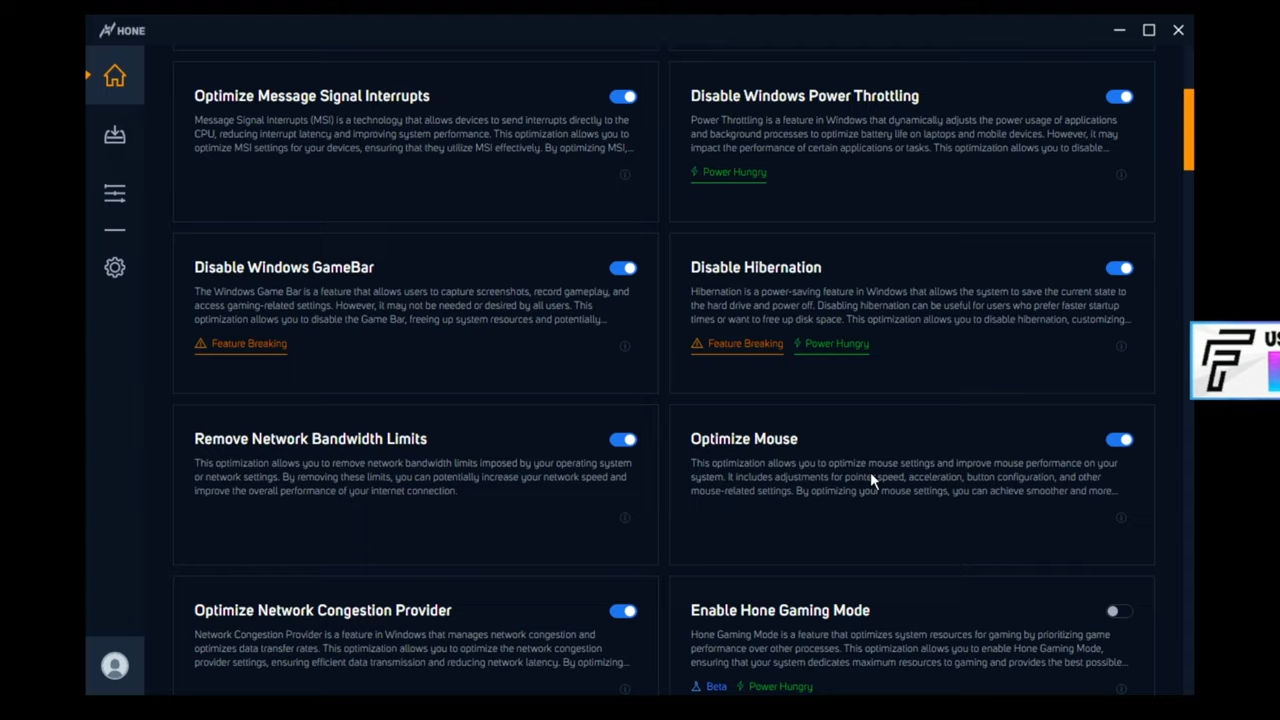 HONE
Optimize Message Signal Interrupts
Message Signal Interrupts (MSI) is a technology that allows devices to send interrupts directly to the
CPU, reducing interrupt latency and improving system performance. This optimization allows you to
optimize MSI settings for your devices, ensuring that they utilize MSI effectively. By optimizing MSI,...
Disable Windows Power Throttling
Power Throttling is a feature in Windows that dynamically adjusts the power usage of applications
and background processes to optimize battery life on laptops and mobile devices. However, it may
impact the performance of certain applications or tasks. This optimization allows you to disable...
Power Hungry
Disable Windows GameBar
The Windows Game Bar is a feature that allows users to capture screenshots, record gameplay, and
access gaming-related settings. However, it may not be needed or desired by all users. This
optimization allows you to disable the Game Bar, freeing up system resources and potentially...
Feature Breaking
Disable Hibernation
Hibernation is a power-saving feature in Windows that allows the system to save the current state to
the hard drive and power off. Disabling hibernation can be useful for users who prefer faster startup
times or want to free up disk space. This optimization allows you to disable hibernation, customizing...
Feature Breaking Power Hungry
Remove Network Bandwidth Limits
This optimization allows you to remove network bandwidth limits imposed by your operating system
or network settings. By removing these limits, you can potentially increase your network speed and
improve the overall performance of your internet connection.
Optimize Mouse
This optimization allows you to optimize mouse settings and improve mouse performance on your
system. It includes adjustments for pointer speed, acceleration, button configuration, and other
mouse-related settings. By optimizing your mouse settings, you can achieve smoother and more...
US
Optimize Network Congestion Provider
Network Congestion Provider is a feature in Windows that manages network congestion and
optimizes data transfer rates. This optimization allows you to optimize the network congestion
provider settings, ensuring efficient data transmission and reducing network latency. By optimizing...
Enable Hone Gaming Mode
Hone Gaming Mode is a feature that optimizes system resources for gaming by prioritizing game
performance over other processes. This optimization allows you to enable Hone Gaming Mode,
ensuring that your system dedicates maximum resources to gaming and provides the best possible...
Beta Power Hungry